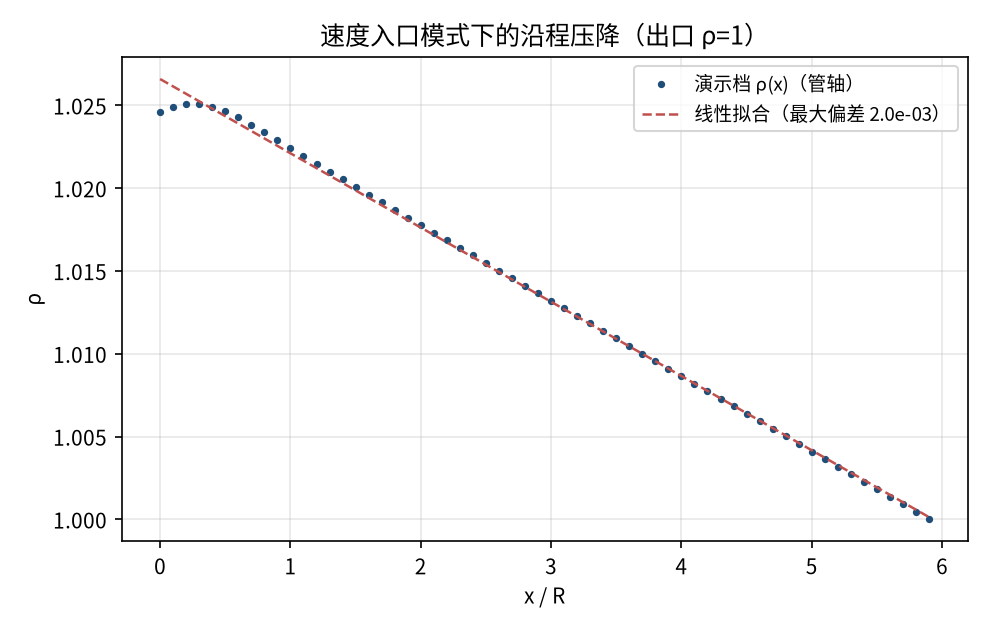 速度入口模式下的沿程压降（出口 ρ=1）
演示档 ρ(x)（管轴）
线性拟合（最大偏差 2.0e-03）
1.025
1.020
1.015
1.010
1.005
1.000
ρ
0 1 2 3 4 5 6
x / R